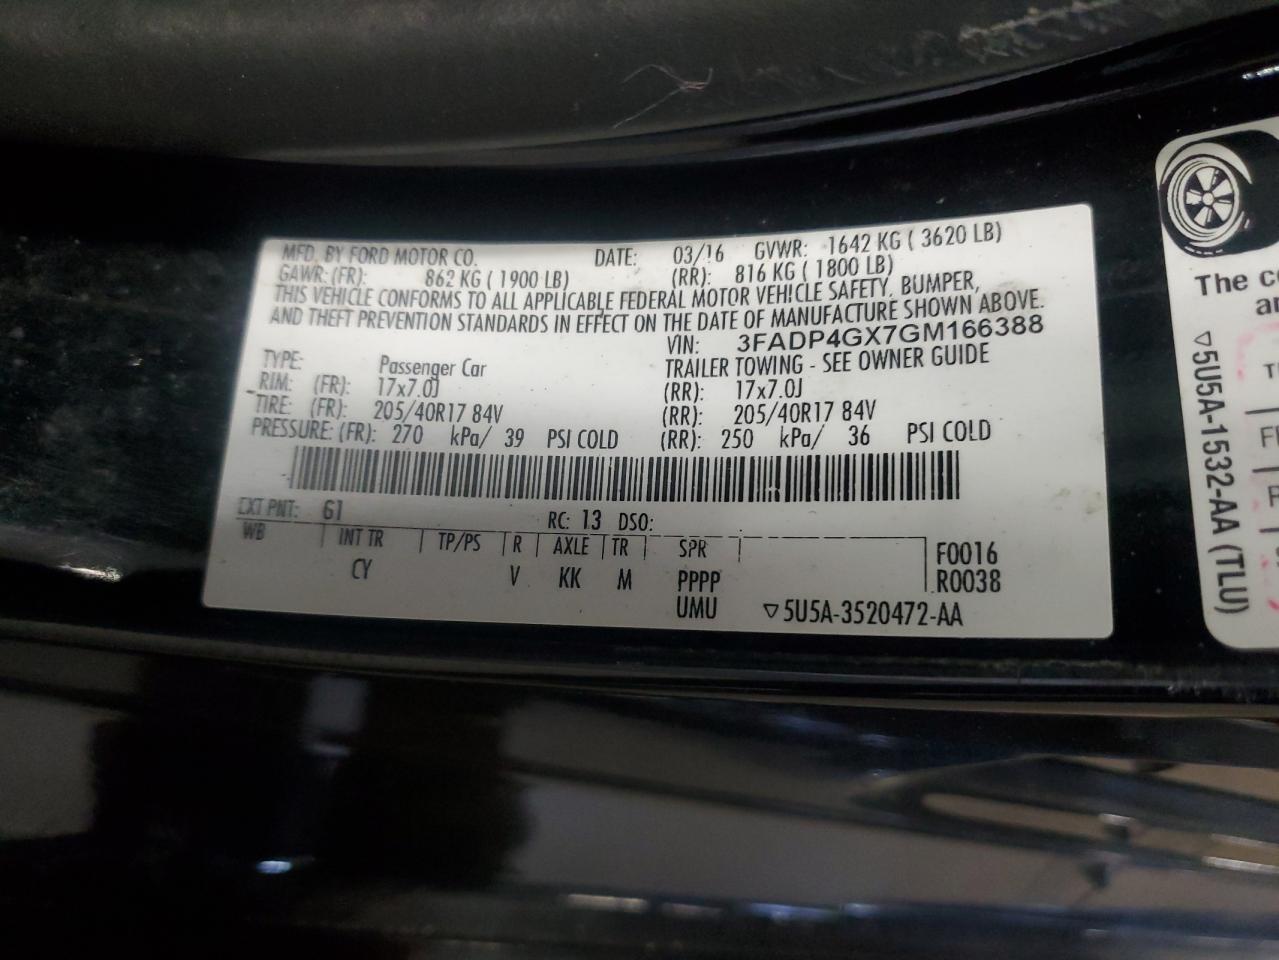 MFD. BY FORD MOTOR CO. DATE: 03/16 GVWR: 1642 KG ( 3620 LB)
GAWR:(FR): 862 KG ( 1900 LB) (RR): 816 KG ( 1800 LB)
THIS VEHICLE CONFORMS TO ALL APPLICABLE FEDERAL MOTOR VEHICLE SAFETY, BUMPER,
AND THEFT PREVENTION STANDARDS IN EFFECT ON THE DATE OF MANUFACTURE SHOWN ABOVE.
VIN: 3FADP4GX7GM166388
TYPE: Passenger Car TRAILER TOWING - SEE OWNER GUIDE
RIM: (FR): 17x7.0J (RR): 17x7.0J
TIRE: (FR): 205/40R17 84V (RR): 205/40R17 84V
PRESSURE:(FR): 270 kPa/ 39 PSI COLD (RR): 250 kPa/ 36 PSI COLD
EXT PNT: G1 RC: 13 DSO:
WB INT TR TP/PS R AXLE TR SPR F0016
CY V KK M PPPP R0038
UMU ▽5U5A-3520472-AA
The
▽5U5A-1532-AA (TLU)